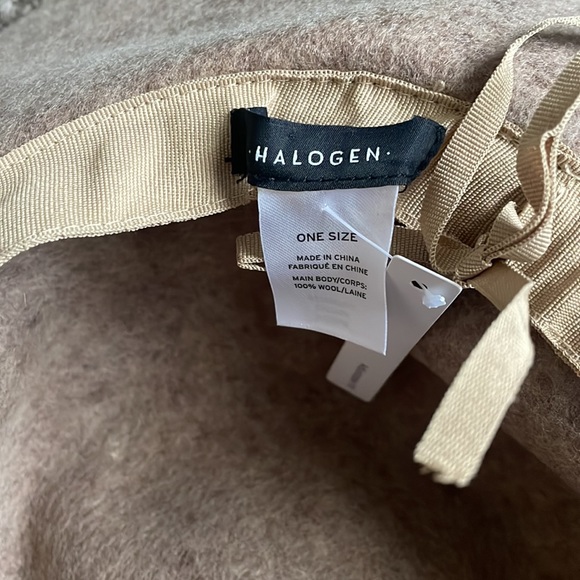 ·HALOGEN·
ONE SIZE
MADE IN CHINA
FABRIQUÉ EN CHINE
MAIN BODY/CORPS:
100% WOOL/LAINE